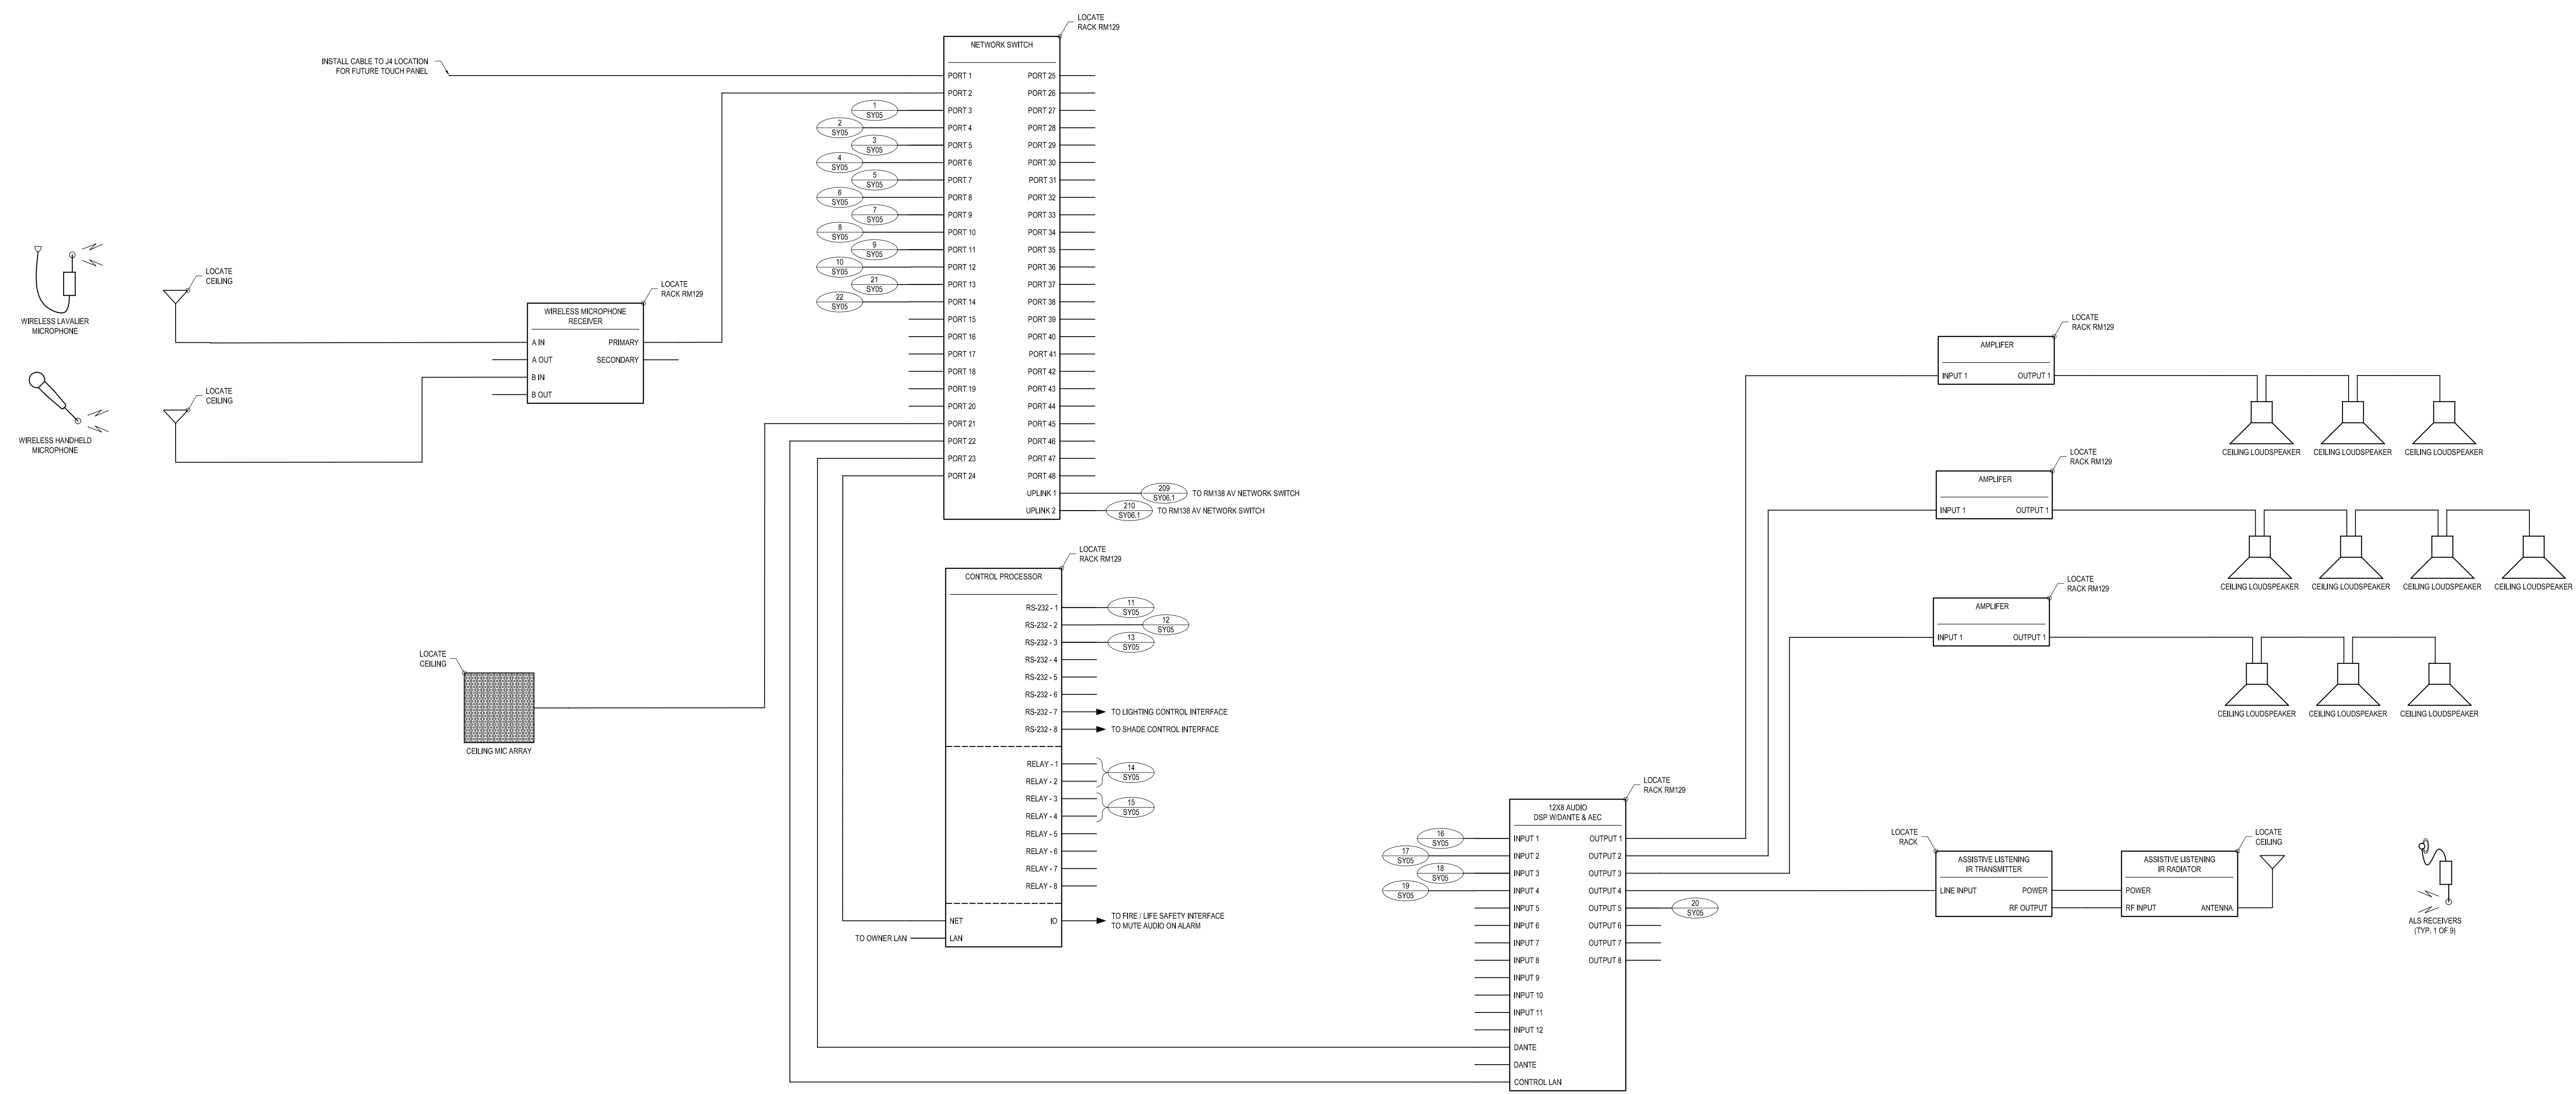 LOCATE
RACK RM129
NETWORK SWITCH
INSTALL CABLE TO J4 LOCATION
FOR FUTURE TOUCH PANEL
PORT 1
PORT 2
PORT 3
PORT 4
PORT 5
PORT 6
PORT 7
PORT 8
PORT 9
PORT 10
PORT 11
PORT 12
PORT 13
PORT 14
PORT 15
PORT 16
PORT 17
PORT 18
PORT 19
PORT 20
PORT 21
PORT 22
PORT 23
PORT 24
PORT 25
PORT 26
PORT 27
PORT 28
PORT 29
PORT 30
PORT 31
PORT 32
PORT 33
PORT 34
PORT 35
PORT 36
PORT 37
PORT 38
PORT 39
PORT 40
PORT 41
PORT 42
PORT 43
PORT 44
PORT 45
PORT 46
PORT 47
PORT 48
UPLINK 1
UPLINK 2
1
SY05
2
SY05
3
SY05
4
SY05
5
SY05
6
SY05
7
SY05
8
SY05
9
SY05
10
SY05
21
SY05
22
SY05
209
SY06.1
TO RM138 AV NETWORK SWITCH
210
SY06.1
TO RM138 AV NETWORK SWITCH
WIRELESS LAVALIER
MICROPHONE
LOCATE
CEILING
WIRELESS HANDHELD
MICROPHONE
LOCATE
CEILING
LOCATE
RACK RM129
WIRELESS MICROPHONE
RECEIVER
A IN
A OUT
B IN
B OUT
PRIMARY
SECONDARY
LOCATE
CEILING
CEILING MIC ARRAY
LOCATE
RACK RM129
CONTROL PROCESSOR
RS-232 - 1
RS-232 - 2
RS-232 - 3
RS-232 - 4
RS-232 - 5
RS-232 - 6
RS-232 - 7
RS-232 - 8
11
SY05
12
SY05
13
SY05
TO LIGHTING CONTROL INTERFACE
TO SHADE CONTROL INTERFACE
RELAY - 1
RELAY - 2
RELAY - 3
RELAY - 4
RELAY - 5
RELAY - 6
RELAY - 7
RELAY - 8
14
SY05
15
SY05
NET
LAN
IO
TO OWNER LAN
TO FIRE / LIFE SAFETY INTERFACE
TO MUTE AUDIO ON ALARM
LOCATE
RACK RM129
12X8 AUDIO
DSP W/DANTE & AEC
16
SY05
17
SY05
18
SY05
19
SY05
INPUT 1
INPUT 2
INPUT 3
INPUT 4
INPUT 5
INPUT 6
INPUT 7
INPUT 8
INPUT 9
INPUT 10
INPUT 11
INPUT 12
DANTE
DANTE
CONTROL LAN
OUTPUT 1
OUTPUT 2
OUTPUT 3
OUTPUT 4
OUTPUT 5
OUTPUT 6
OUTPUT 7
OUTPUT 8
20
SY05
LOCATE
RACK RM129
AMPLIFER
INPUT 1
OUTPUT 1
CEILING LOUDSPEAKER
CEILING LOUDSPEAKER
CEILING LOUDSPEAKER
LOCATE
RACK RM129
AMPLIFER
INPUT 1
OUTPUT 1
CEILING LOUDSPEAKER
CEILING LOUDSPEAKER
CEILING LOUDSPEAKER
CEILING LOUDSPEAKER
LOCATE
RACK RM129
AMPLIFER
INPUT 1
OUTPUT 1
CEILING LOUDSPEAKER
CEILING LOUDSPEAKER
CEILING LOUDSPEAKER
LOCATE
RACK
ASSISTIVE LISTENING
IR TRANSMITTER
LINE INPUT
POWER
RF OUTPUT
LOCATE
CEILING
ASSISTIVE LISTENING
IR RADIATOR
POWER
RF INPUT
ANTENNA
ALS RECEIVERS
(TYP. 1 OF 9)